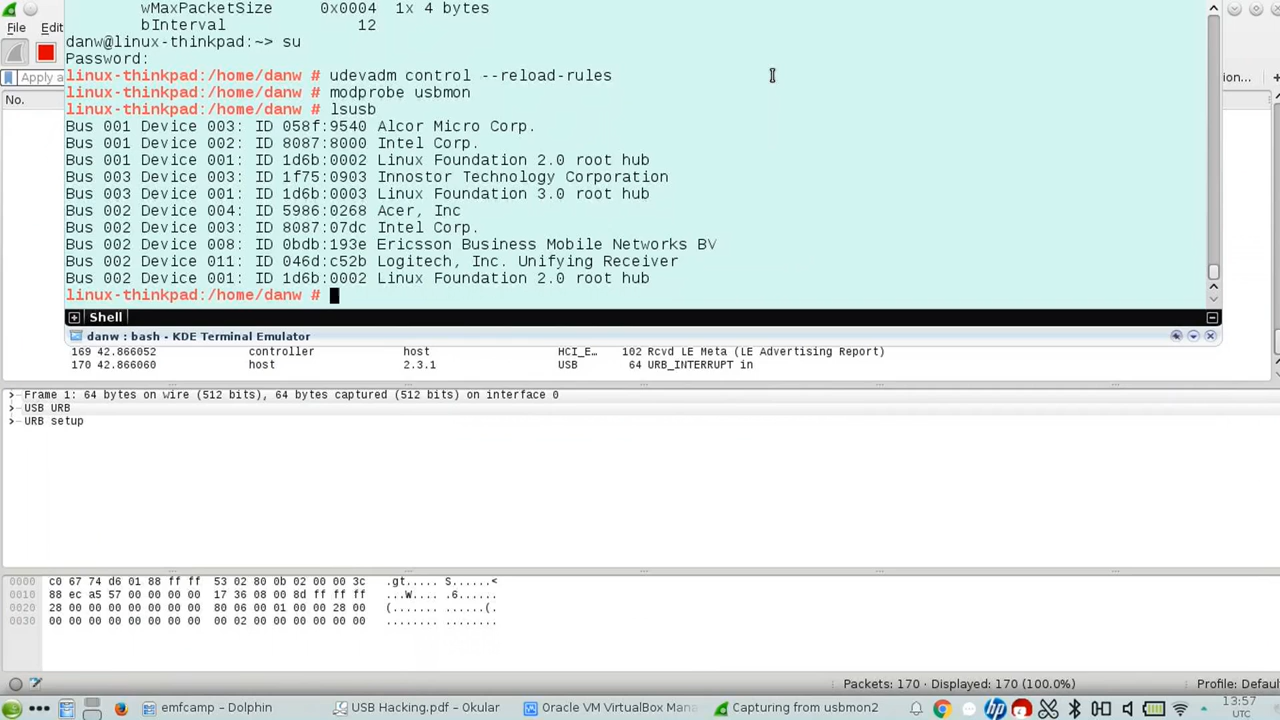 wMaxPacketSize     0x0004  1x 4 bytes
bInterval              12
File Edit
danw@linux-thinkpad:~> su
Password:
linux-thinkpad:/home/danw # udevadm control --reload-rules
Apply a
ion...
linux-thinkpad:/home/danw # modprobe usbmon
No.
linux-thinkpad:/home/danw # lsusb
Bus 001 Device 003: ID 058f:9540 Alcor Micro Corp.
Bus 001 Device 002: ID 8087:8000 Intel Corp.
Bus 001 Device 001: ID 1d6b:0002 Linux Foundation 2.0 root hub
Bus 003 Device 003: ID 1f75:0903 Innostor Technology Corporation
Bus 003 Device 001: ID 1d6b:0003 Linux Foundation 3.0 root hub
Bus 002 Device 004: ID 5986:0268 Acer, Inc
Bus 002 Device 003: ID 8087:07dc Intel Corp.
Bus 002 Device 008: ID 0bdb:193e Ericsson Business Mobile Networks BV
Bus 002 Device 011: ID 046d:c52b Logitech, Inc. Unifying Receiver
Bus 002 Device 001: ID 1d6b:0002 Linux Foundation 2.0 root hub
linux-thinkpad:/home/danw #
Shell
danw : bash - KDE Terminal Emulator
169 42.866052 controller host HCI_E… 102 Rcvd LE Meta (LE Advertising Report)
170 42.866060 host 2.3.1 USB 64 URB_INTERRUPT in
Frame 1: 64 bytes on wire (512 bits), 64 bytes captured (512 bits) on interface 0
USB URB
URB setup
0000 c0 67 74 d6 01 88 ff ff 53 02 80 0b 02 00 00 3c .gt..... S......<
0010 88 ec a5 57 00 00 00 00 17 36 08 00 8d ff ff ff ...W.... .6......
0020 28 00 00 00 00 00 00 00 80 06 00 01 00 00 28 00 (....... ......(.
0030 00 00 00 00 00 00 00 00 00 02 00 00 00 00 00 00 ........ ........
Packets: 170 · Displayed: 170 (100.0%)
Profile: Defau
emfcamp - Dolphin
USB Hacking.pdf - Okular
Oracle VM VirtualBox Mana
Capturing from usbmon2
hp
13:57
UTC